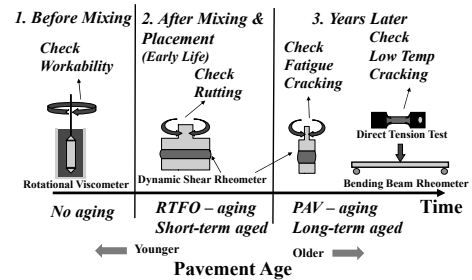 1. Before Mixing
Check
Workability
Rotational Viscometer
No aging
2. After Mixing &
Placement
(Early Life)
Check
Rutting
Dynamic Shear Rheometer
RTFO – aging
Short-term aged
3. Years Later
Check
Fatigue
Cracking
Check
Low Temp
Cracking
Direct Tension Test
Bending Beam Rheometer
PAV – aging
Long-term aged
Time
Younger
Older
Pavement Age